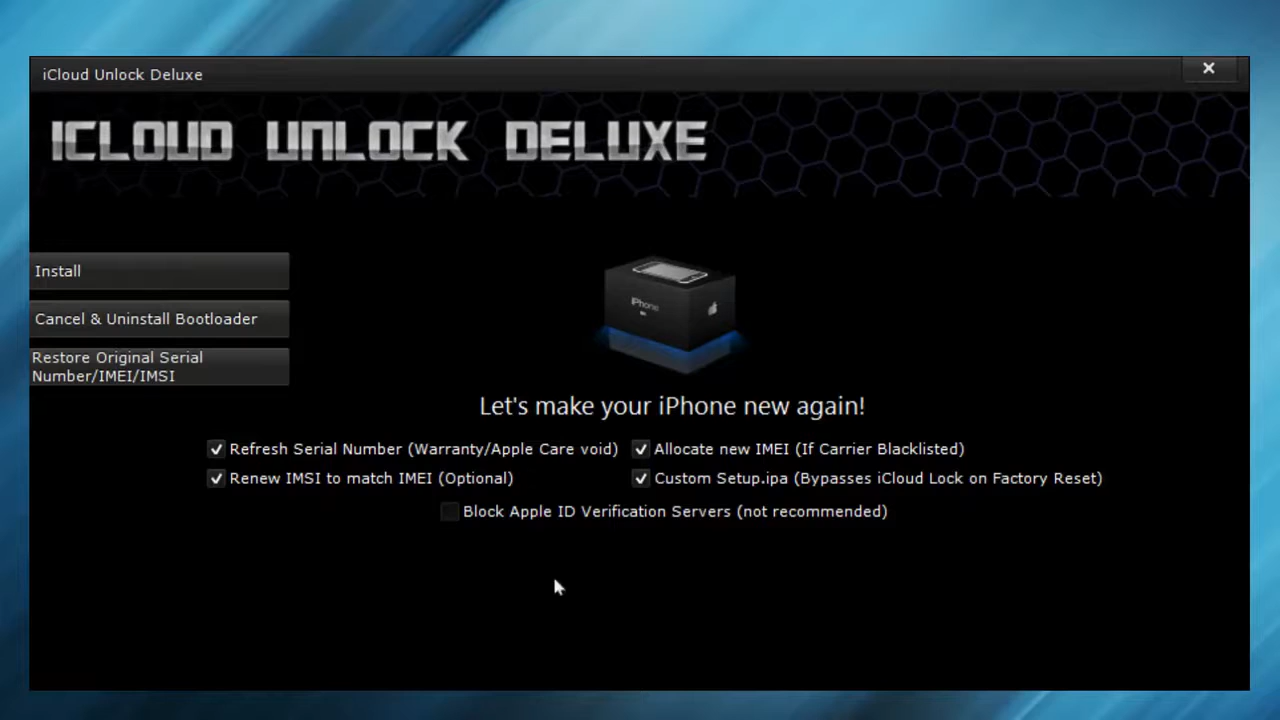 iCloud Unlock Deluxe
ICLOUD UNLOCK DELUXE
Install
Cancel & Uninstall Bootloader
Restore Original Serial
Number/IMEI/IMSI
iPhone
Let's make your iPhone new again!
Refresh Serial Number (Warranty/Apple Care void)
Allocate new IMEI (If Carrier Blacklisted)
Renew IMSI to match IMEI (Optional)
Custom Setup.ipa (Bypasses iCloud Lock on Factory Reset)
Block Apple ID Verification Servers (not recommended)